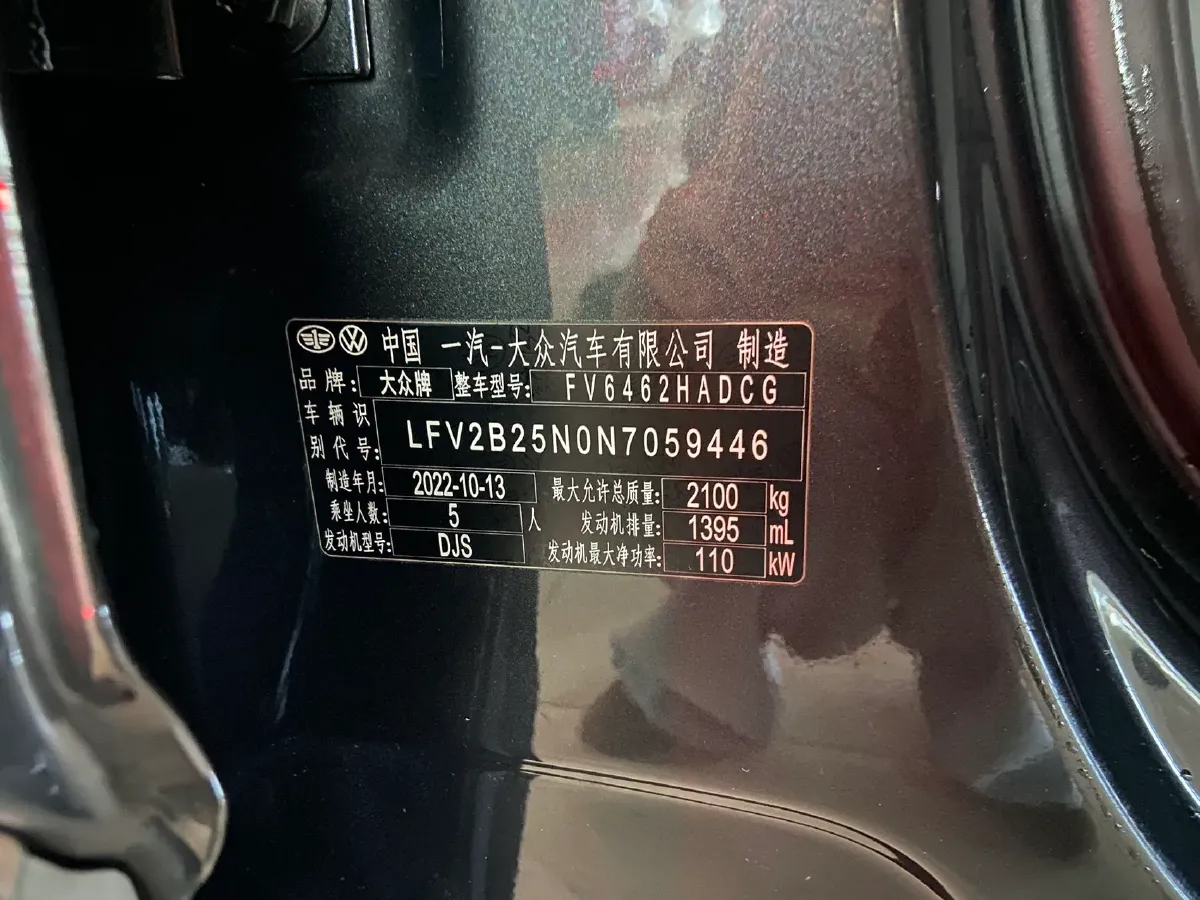 中国 一汽-大众汽车有限公司 制造
品牌: 大众牌 整车型号: FV6462HADCG
车辆识别代号: LFV2B25N0N7059446
制造年月: 2022-10-13 最大允许总质量: 2100 kg
乘坐人数: 5 人 发动机排量: 1395 mL
发动机型号: DJS 发动机最大净功率: 110 kW